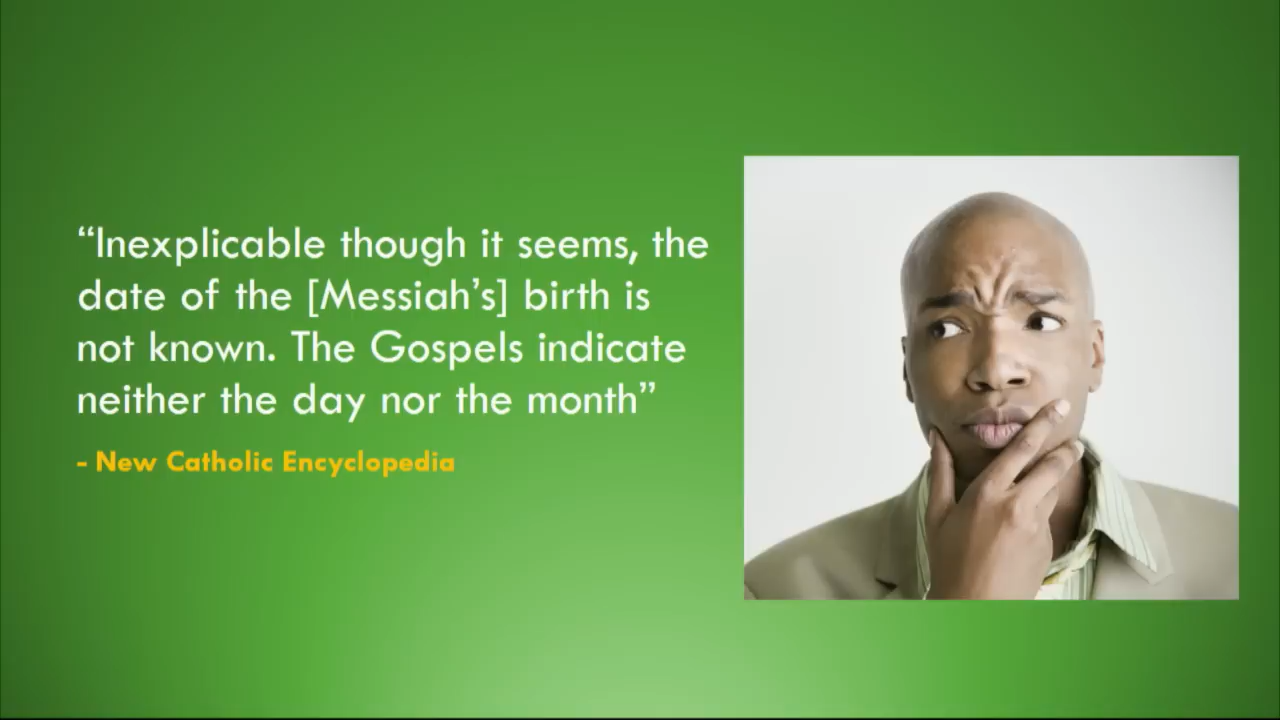 “Inexplicable though it seems, the
date of the [Messiah’s] birth is
not known. The Gospels indicate
neither the day nor the month”
- New Catholic Encyclopedia